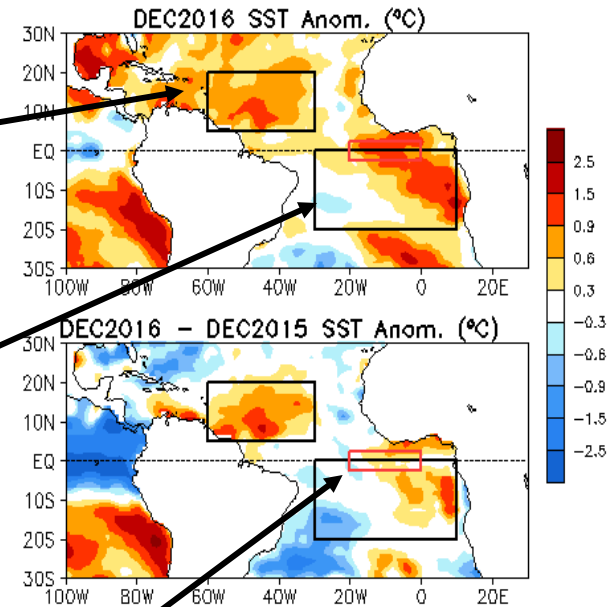 DEC2016 SST Anom. (°C)
30N
20N
10N
EQ
10S
20S
30S
100W 80W 60W 40W 20W 0 20E
DEC2016 – DEC2015 SST Anom. (°C)
30N
20N
10N
EQ
10S
20S
30S
100W 80W 60W 40W 20W 0 20E
2.5
1.5
0.9
0.6
0.3
-0.3
-0.6
-0.9
-1.5
-2.5